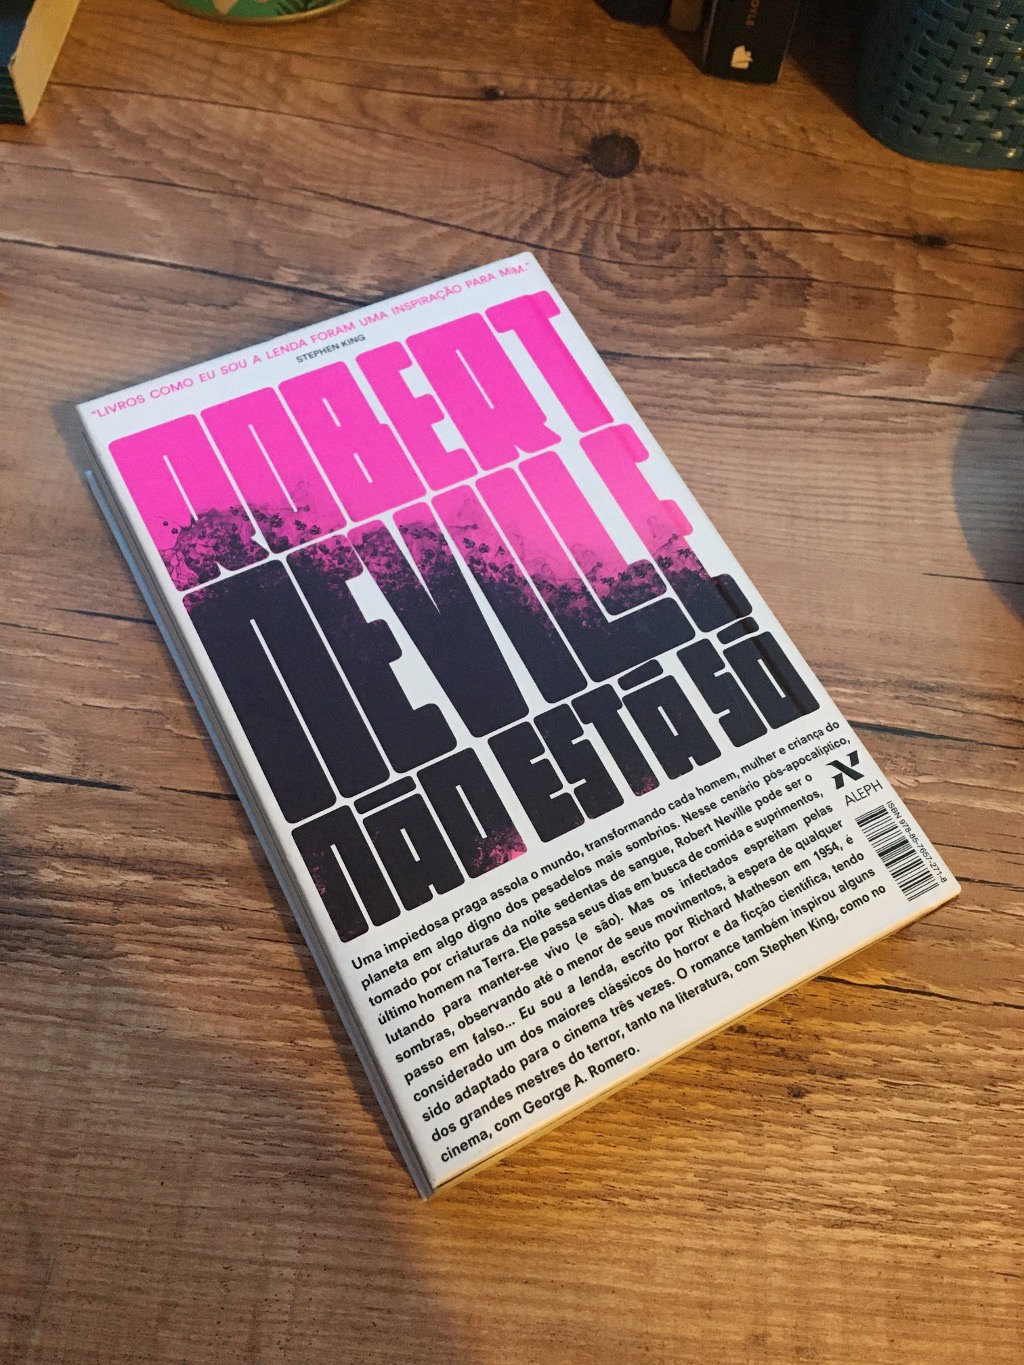 OYLE
"LIVROS COMO EU SOU A LENDA FORAM UMA INSPIRAÇÃO PARA MIM."
STEPHEN KING
ROBERT
NEVILLE
NÃO ESTÁ SÓ
Uma impiedosa praga assola o mundo, transformando cada homem, mulher e criança do
planeta em algo digno dos pesadelos mais sombrios. Nesse cenário pós-apocalíptico,
tomado por criaturas da noite sedentas de sangue, Robert Neville pode ser o
último homem na Terra. Ele passa seus dias em busca de comida e suprimentos,
lutando para manter-se vivo (e são). Mas os infectados espreitam pelas
sombras, observando até o menor de seus movimentos, à espera de qualquer
passo em falso... Eu sou a lenda, escrito por Richard Matheson em 1954, é
considerado um dos maiores clássicos do horror e da ficção científica, tendo
sido adaptado para o cinema três vezes. O romance também inspirou alguns
dos grandes mestres do terror, tanto na literatura, com Stephen King, como no
cinema, com George A. Romero.
ALEPH
ISBN 978-85-7657-271-8